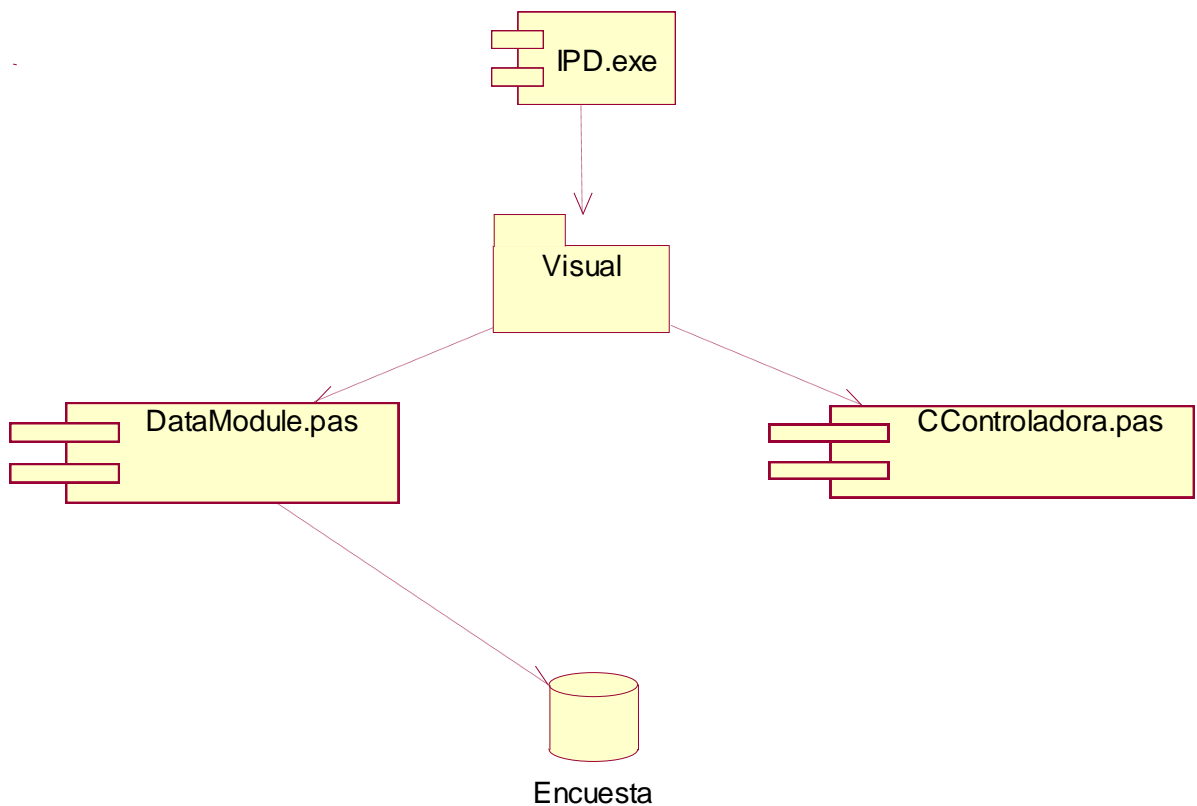 IPD.exe
Visual
DataModule.pas
CControladora.pas
Encuesta